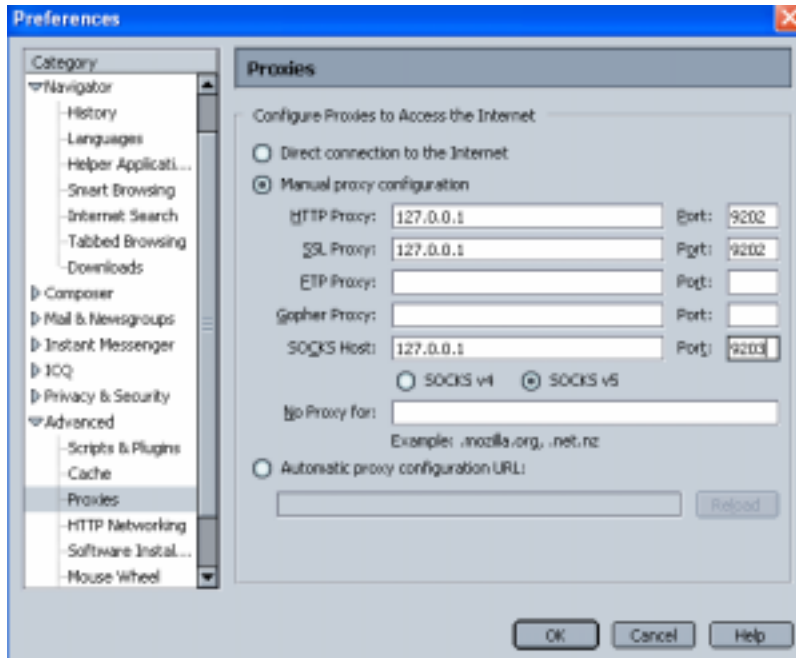 Preferences
Category
Navigator
History
Languages
Helper Applicati...
Smart Browsing
Internet Search
Tabbed Browsing
Downloads
Composer
Mail & Newsgroups
Instant Messenger
ICQ
Privacy & Security
Advanced
Scripts & Plugins
Cache
Proxies
HTTP Networking
Software Instal...
Mouse Wheel
Proxies
Configure Proxies to Access the Internet
Direct connection to the Internet
Manual proxy configuration
HTTP Proxy: 127.0.0.1 Port: 9202
SSL Proxy: 127.0.0.1 Port: 9202
FTP Proxy: Port:
Gopher Proxy: Port:
SOCKS Host: 127.0.0.1 Port: 9203
SOCKS v4 SOCKS v5
No Proxy for:
Example: .mozilla.org, .net.nz
Automatic proxy configuration URL:
Reload
OK Cancel Help